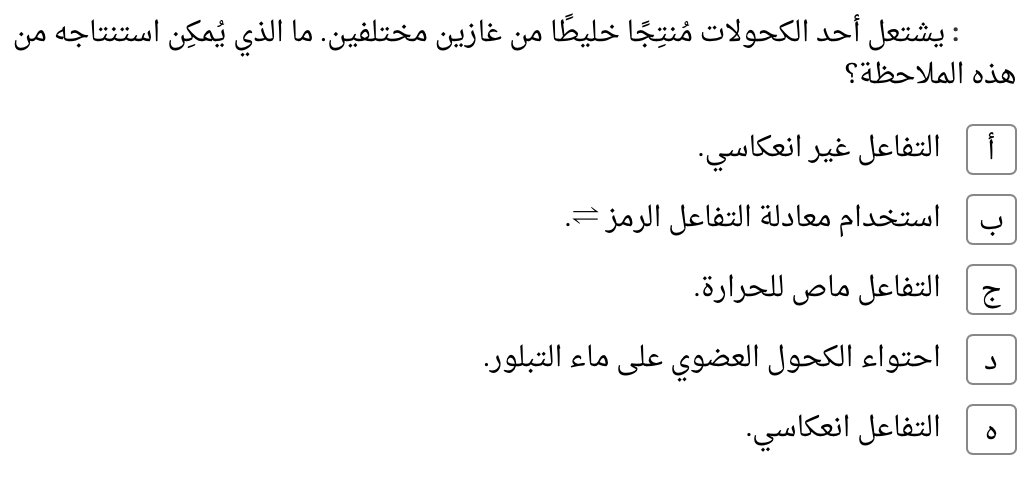 : يشتعل أحد الكحولات مُنتِجًا خليطًا من غازين مختلفين. ما الذي يُمكِن استنتاجه من
هذه الملاحظة؟
أ التفاعل غير انعكاسي.
ب استخدام معادلة التفاعل الرمز ⇌.
ج التفاعل ماص للحرارة.
د احتواء الكحول العضوي على ماء التبلور.
ه التفاعل انعكاسي.